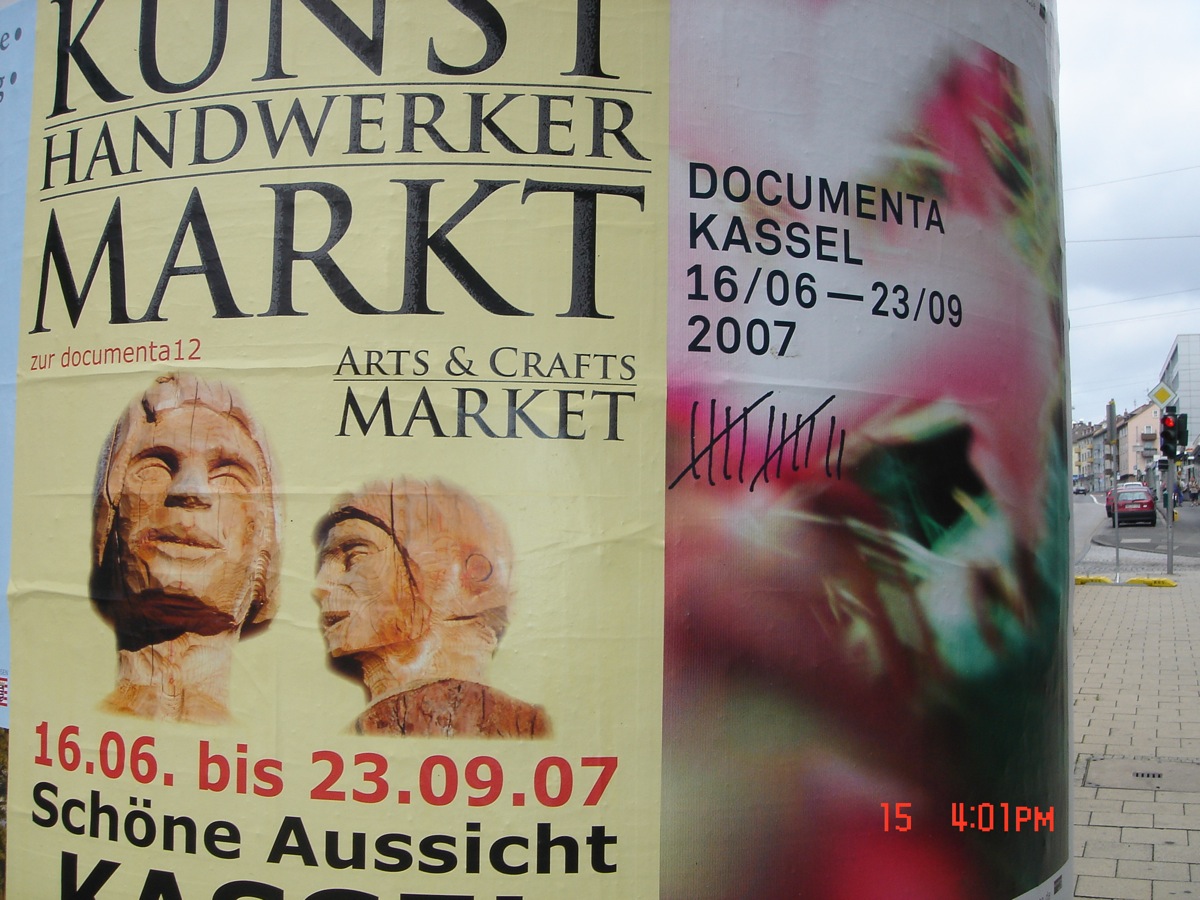 KUNST
HANDWERKER
MARKT
zur documenta12
ARTS & CRAFTS
MARKET
16.06. bis 23.09.07
Schöne Aussicht
KASSEL
DOCUMENTA
KASSEL
16/06—23/09
2007
15 4:01PM